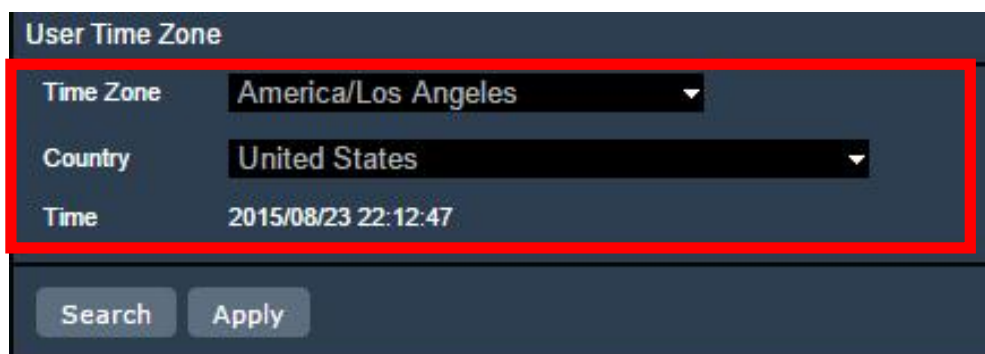 User Time Zone
Time Zone America/Los Angeles
Country United States
Time 2015/08/23 22:12:47
Search Apply